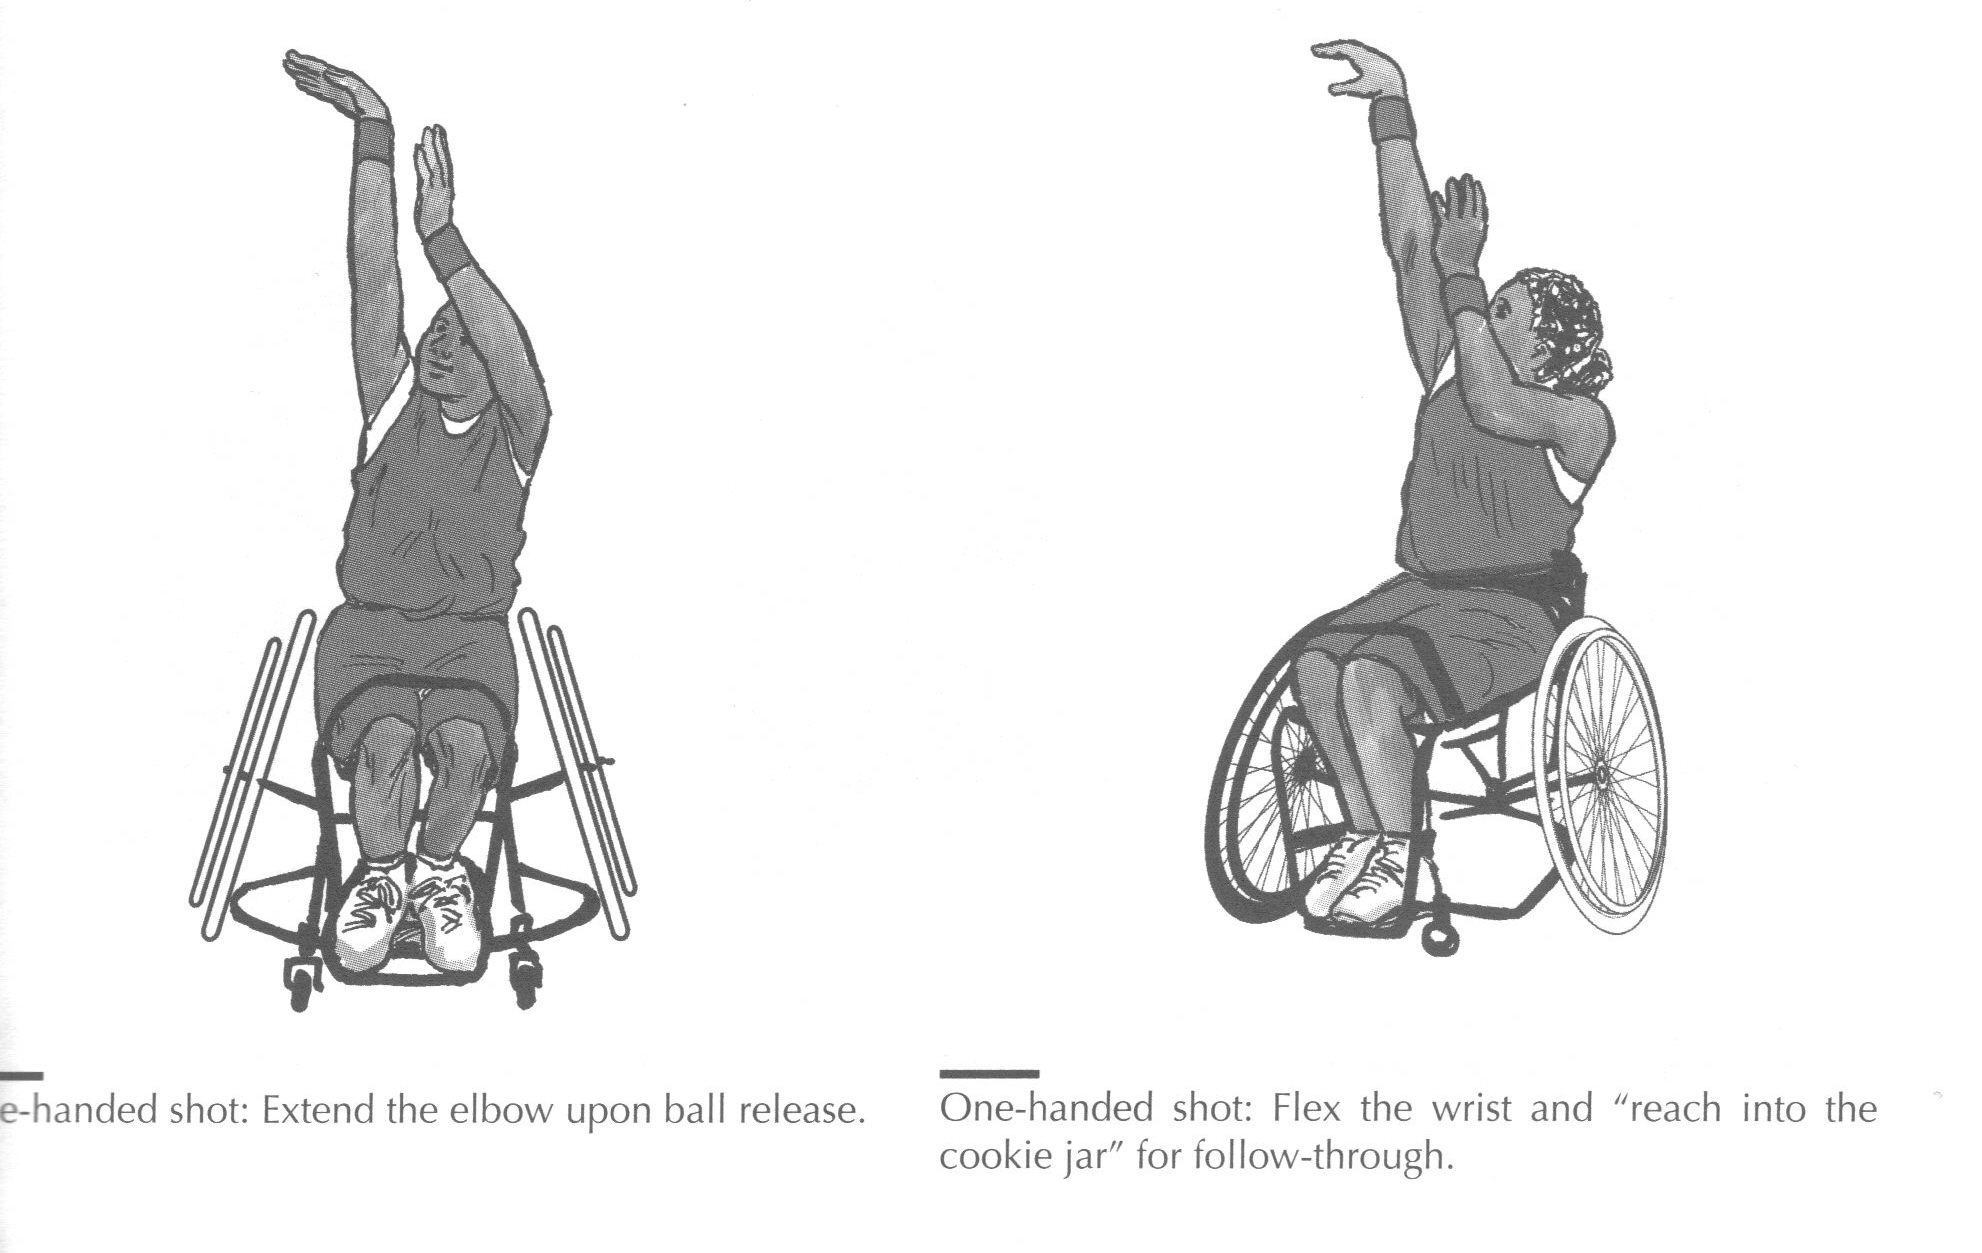 e-handed shot: Extend the elbow upon ball release.
One-handed shot: Flex the wrist and “reach into the
cookie jar” for follow-through.